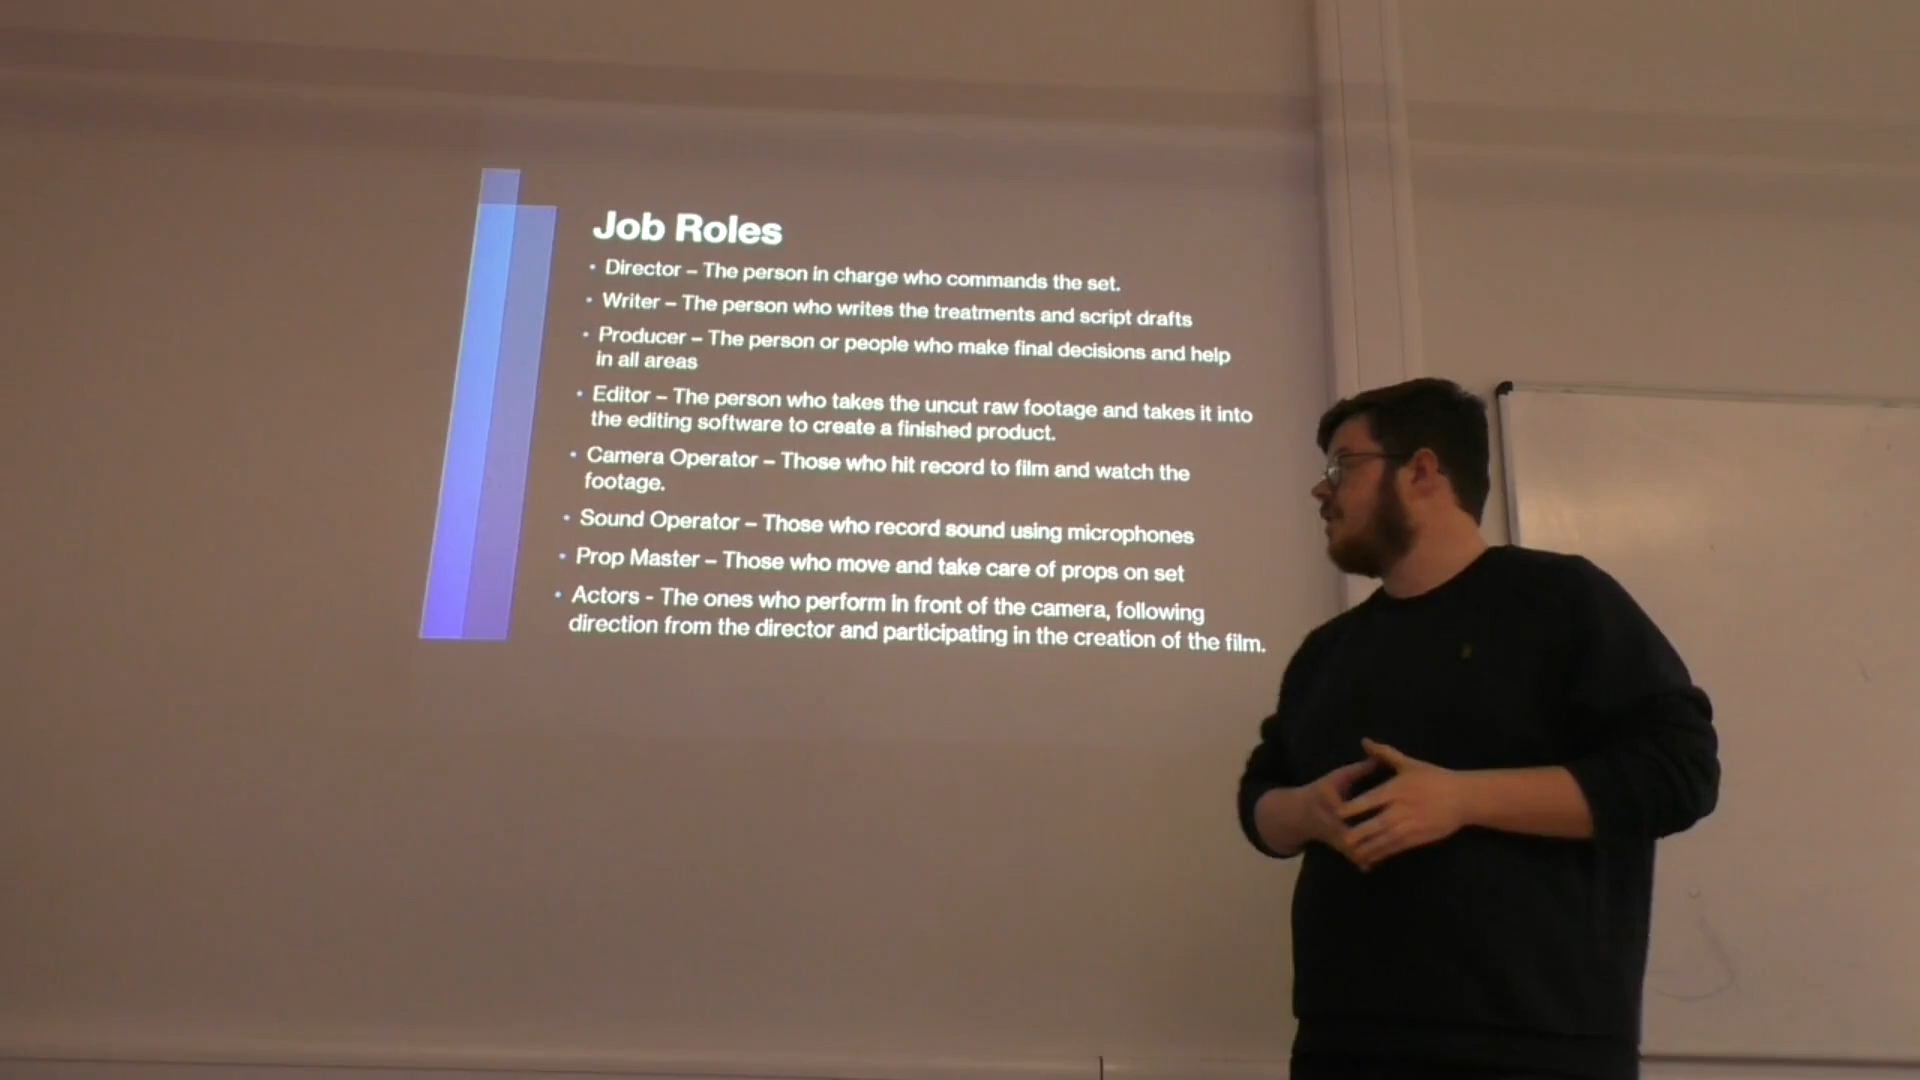 Job Roles
• Director – The person in charge who commands the set.
• Writer – The person who writes the treatments and script drafts
• Producer – The person or people who make final decisions and help
in all areas
• Editor – The person who takes the uncut raw footage and takes it into
the editing software to create a finished product.
• Camera Operator – Those who hit record to film and watch the
footage.
• Sound Operator – Those who record sound using microphones
• Prop Master – Those who move and take care of props on set
• Actors - The ones who perform in front of the camera, following
direction from the director and participating in the creation of the film.